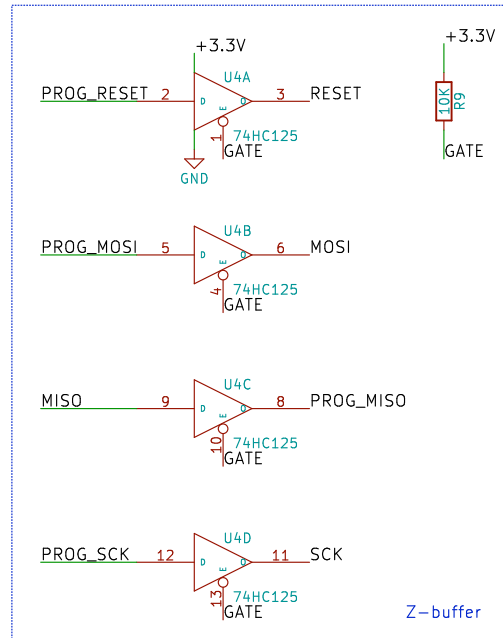 +3.3V
U4A
PROG_RESET 2 D E O 3 RESET
1
74HC125
GATE
GND
+3.3V
10K
R9
GATE
U4B
PROG_MOSI 5 D E O 6 MOSI
4
74HC125
GATE
U4C
MISO 9 D E O 8 PROG_MISO
10
74HC125
GATE
U4D
PROG_SCK 12 D E O 11 SCK
13
74HC125
GATE
Z-buffer